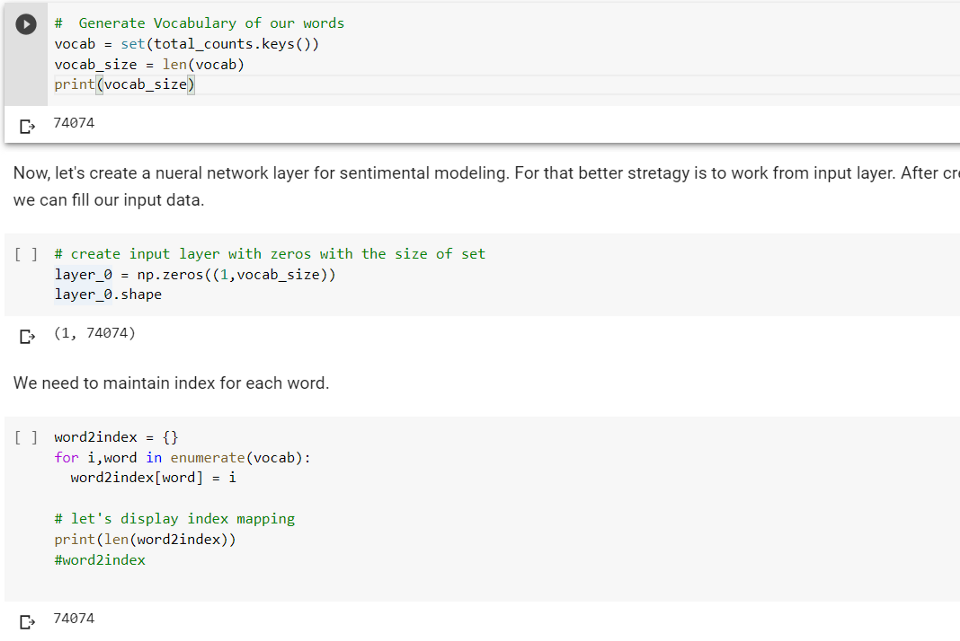 #  Generate Vocabulary of our words
vocab = set(total_counts.keys())
vocab_size = len(vocab)
print(vocab_size)
74074
Now, let's create a nueral network layer for sentimental modeling. For that better stretagy is to work from input layer. After
we can fill our input data.
[ ] # create input layer with zeros with the size of set
layer_0 = np.zeros((1,vocab_size))
layer_0.shape
(1, 74074)
We need to maintain index for each word.
[ ] word2index = {}
for i,word in enumerate(vocab):
  word2index[word] = i
# let's display index mapping
print(len(word2index))
#word2index
74074